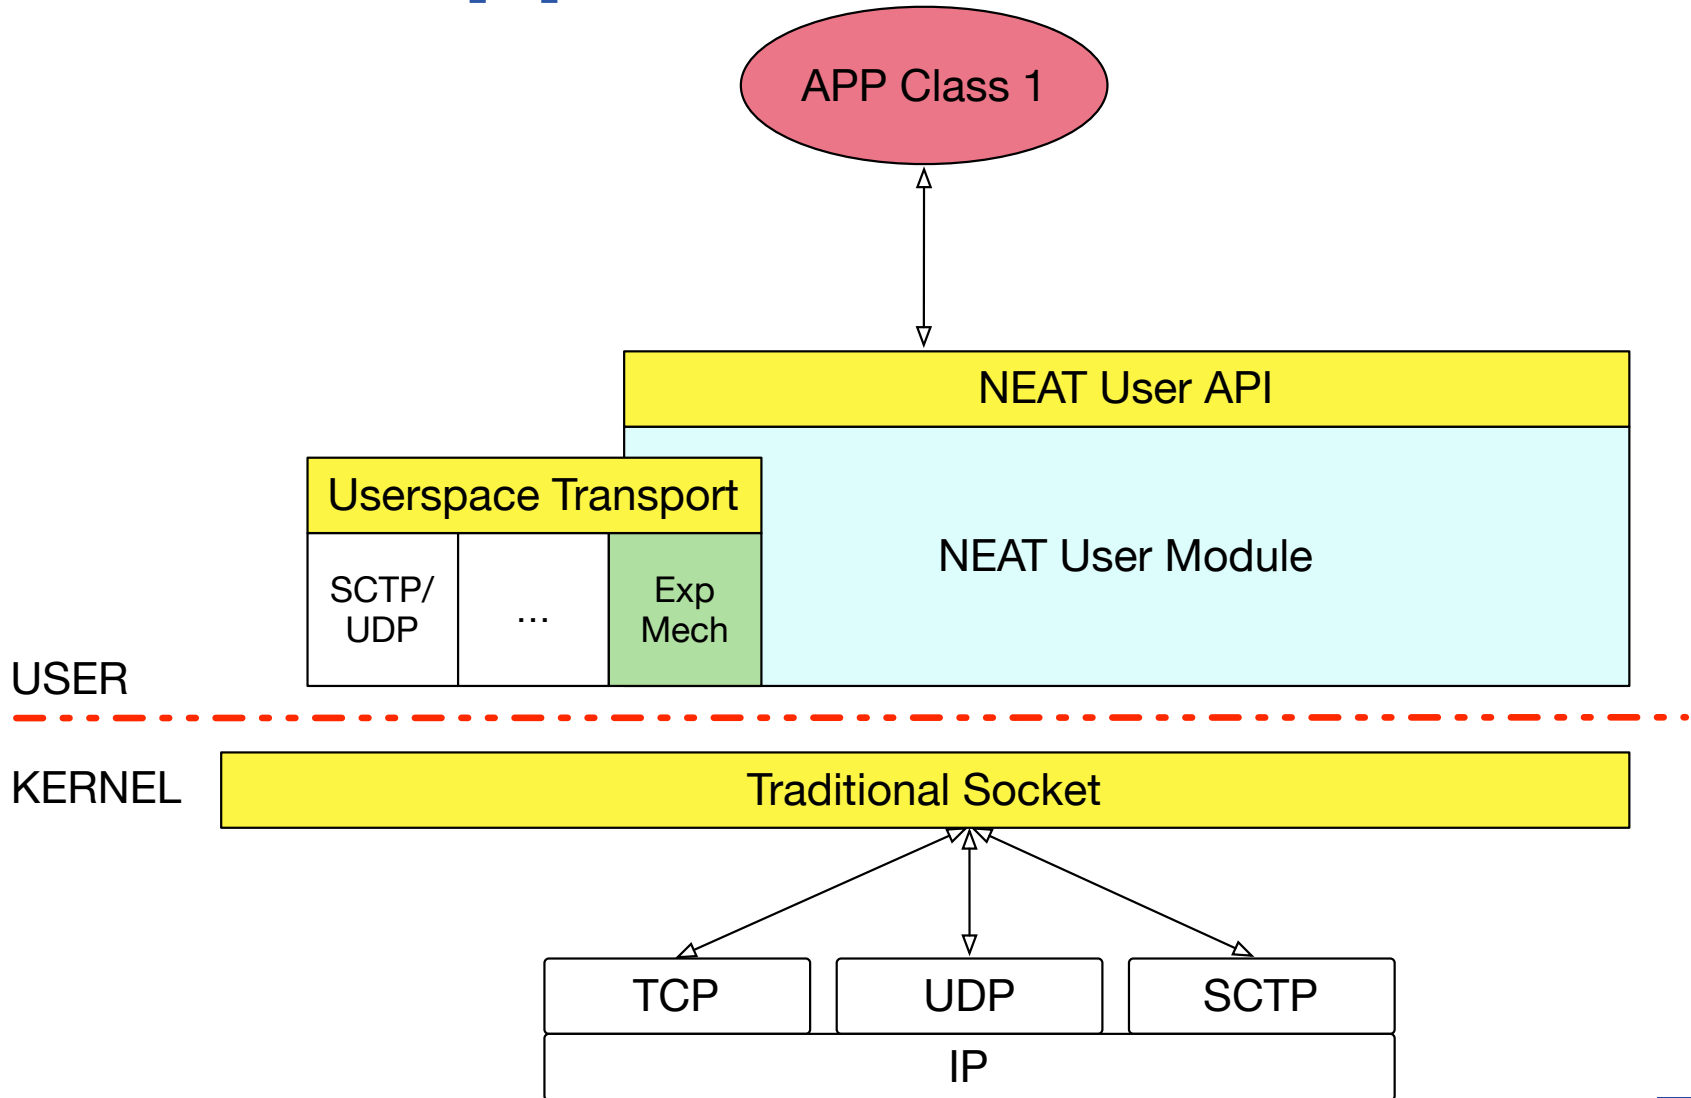 APP Class 1
NEAT User API
Userspace Transport
NEAT User Module
SCTP/
UDP
...
Exp
Mech
USER
KERNEL
Traditional Socket
TCP
UDP
SCTP
IP